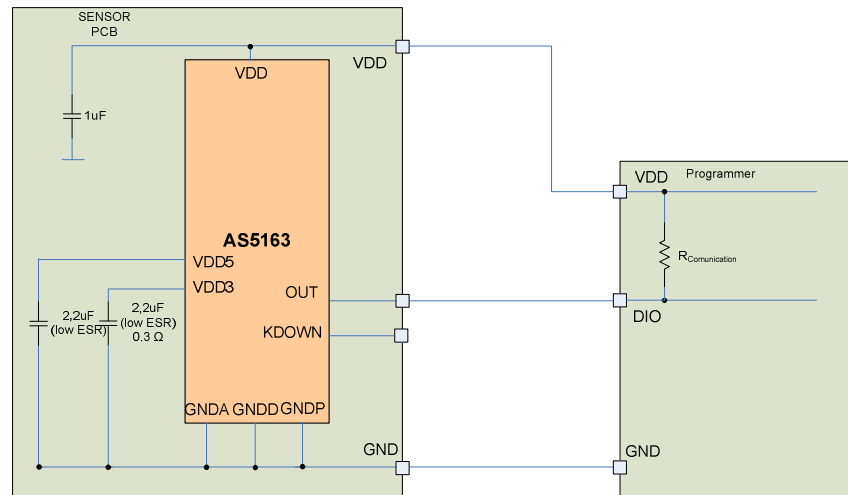 SENSOR
PCB
VDD
VDD
1uF
VDD
Programmer
AS5163
VDD5
VDD3
OUT
KDOWN
RComunication
DIO
2,2uF
(low ESR)
2,2uF
(low ESR)
0.3 Ω
GNDA GNDD GNDP
GND
GND